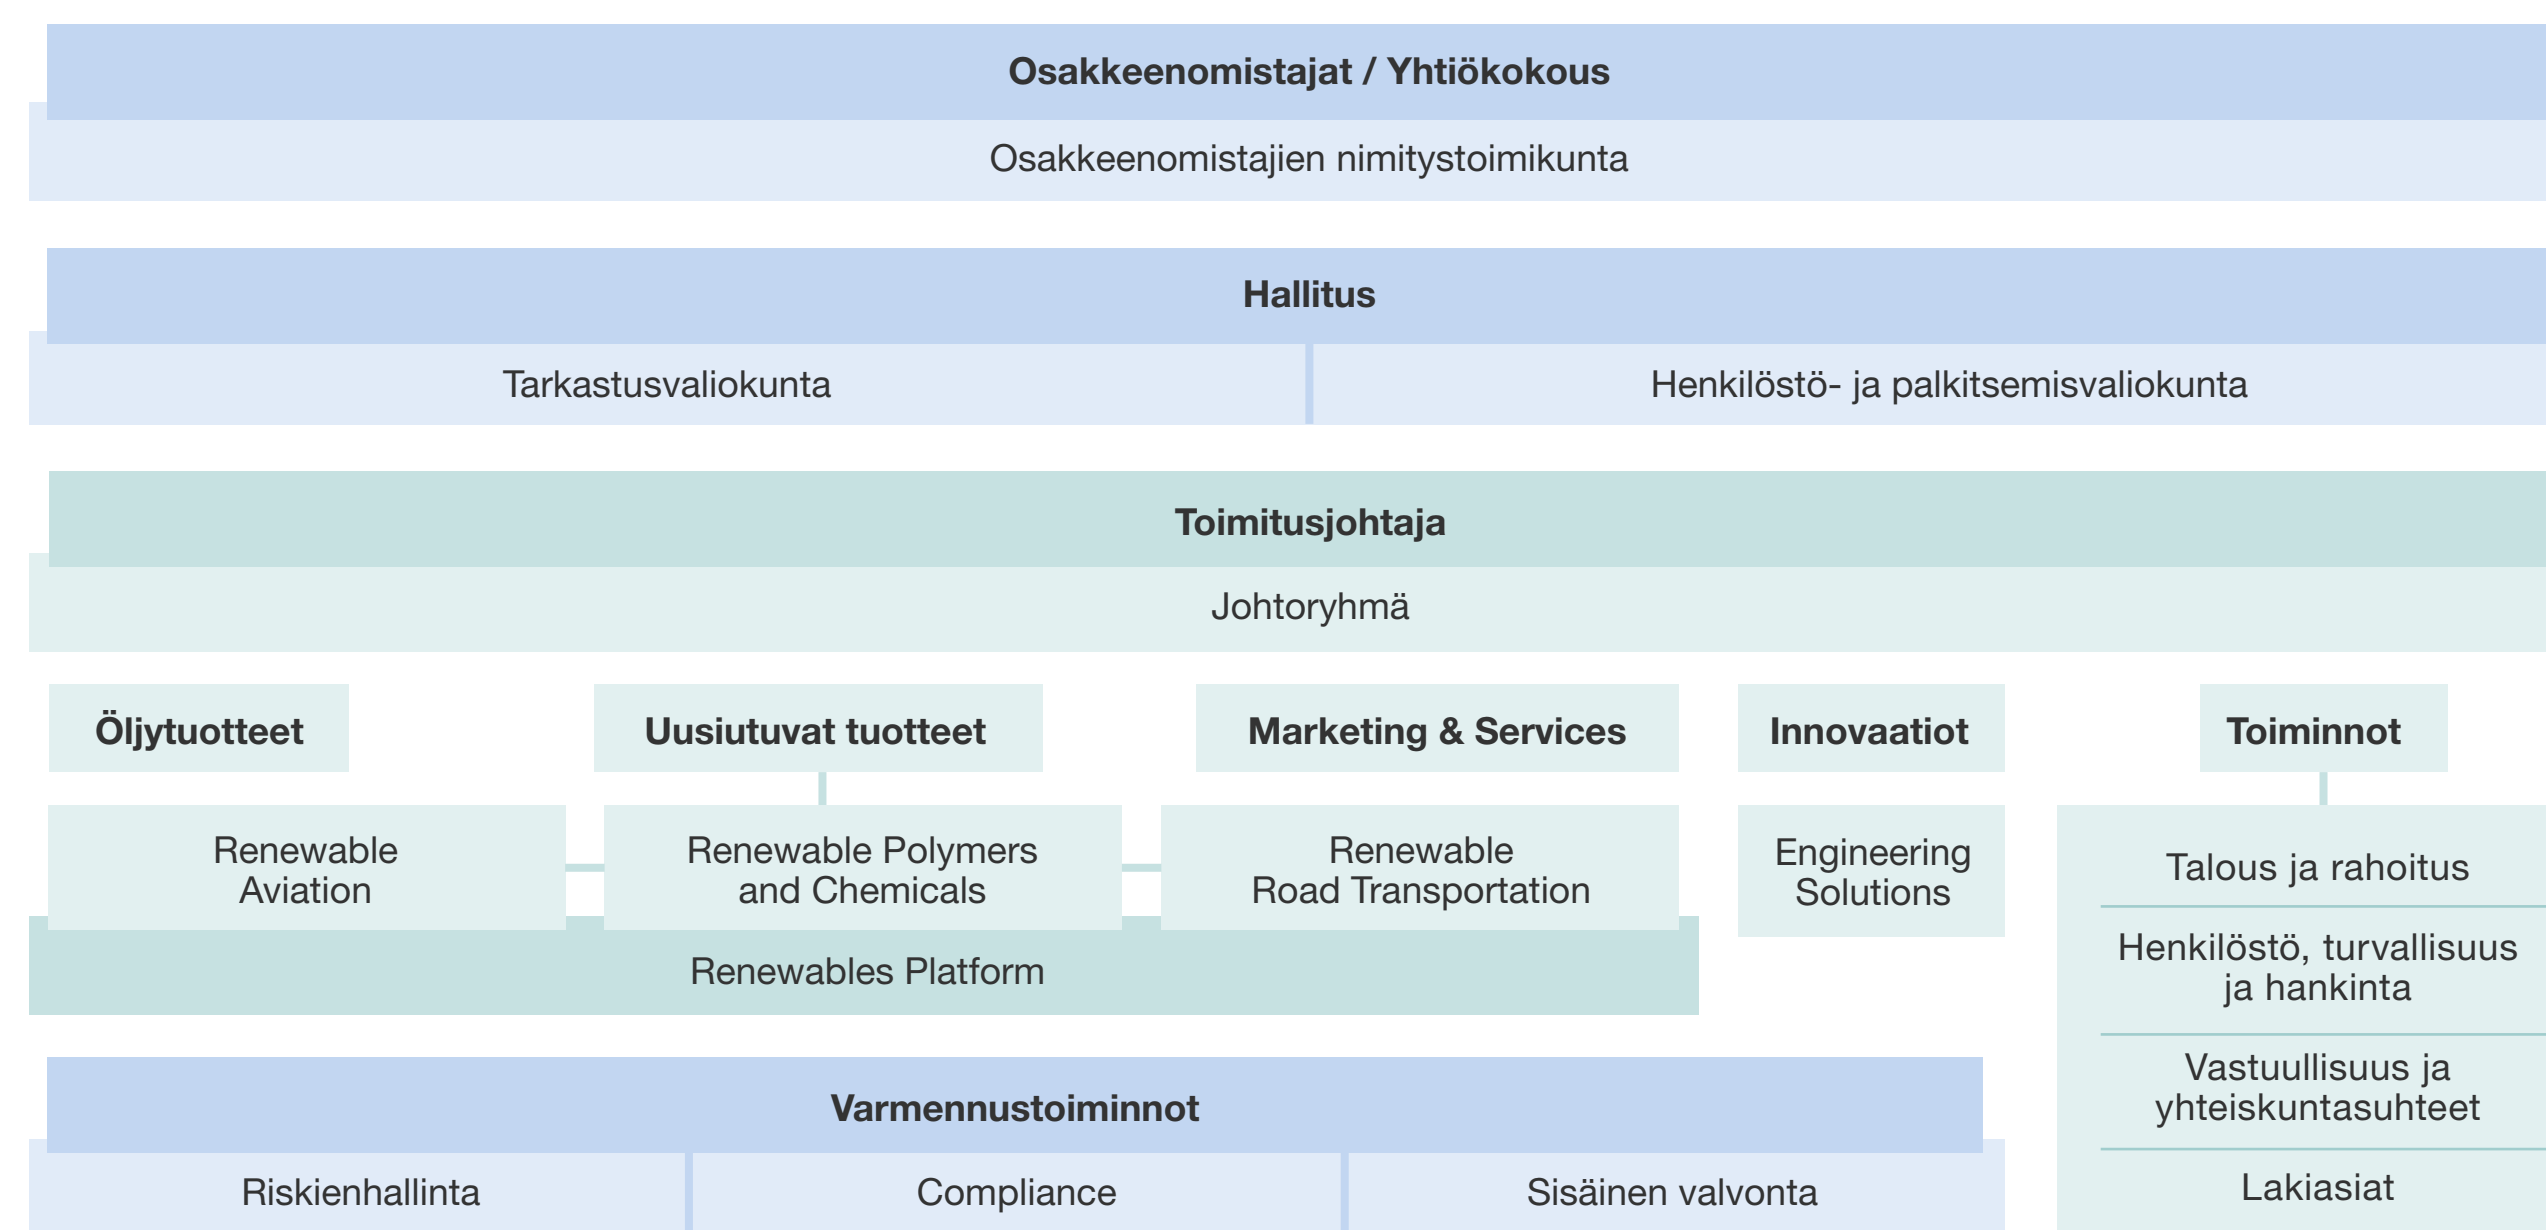 Osakkeenomistajat / Yhtiökokous
Osakkeenomistajien nimitystoimikunta
Hallitus
Tarkastusvaliokunta
Henkilöstö- ja palkitsemisvaliokunta
Toimitusjohtaja
Johtoryhmä
Öljytuotteet
Uusiutuvat tuotteet
Marketing & Services
Innovaatiot
Toiminnot
Renewable
Aviation
Renewable Polymers
and Chemicals
Renewable
Road Transportation
Engineering
Solutions
Renewables Platform
Talous ja rahoitus
Henkilöstö, turvallisuus
ja hankinta
Vastuullisuus ja
yhteiskuntasuhteet
Lakiasiat
Varmennustoiminnot
Riskienhallinta
Compliance
Sisäinen valvonta